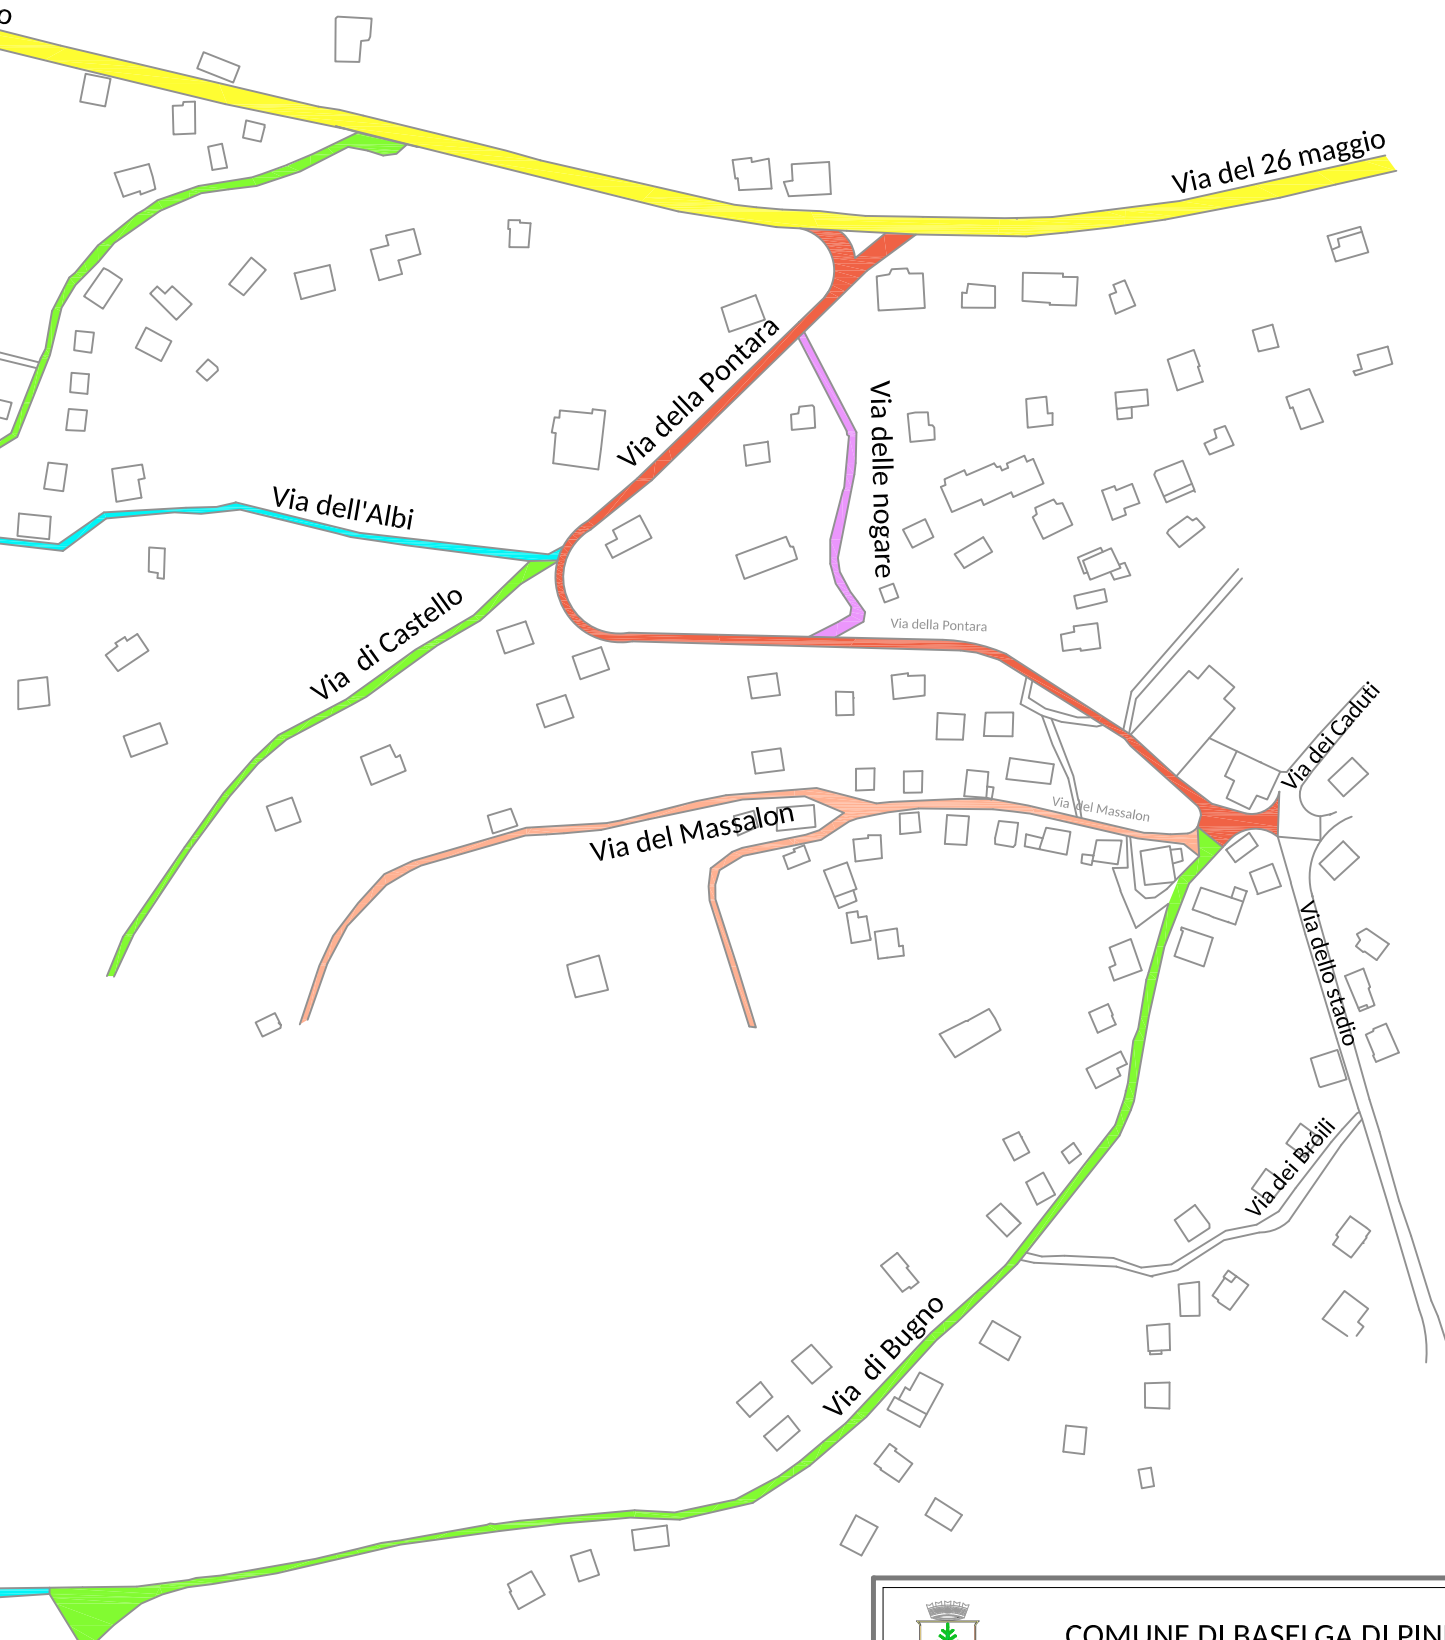 Via del 26 maggio
Via della Pontara
Via delle nogare
Via dell'Albi
Via di Castello
Via della Pontara
Via dei Caduti
Via del Massalon
Via del Massalon
Via dello stadio
Via dei Bróili
Via di Bugno
COMUNE DI BASELGA DI PIN